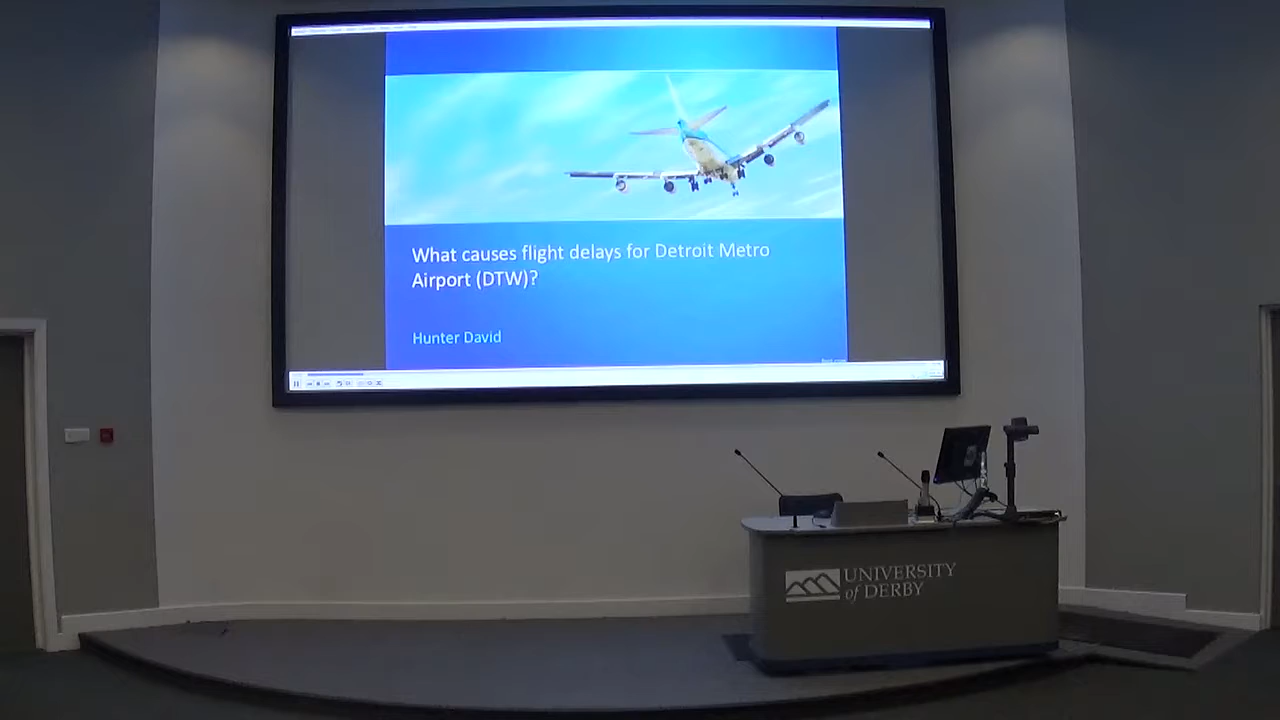 What causes flight delays for Detroit Metro
Airport (DTW)?
Hunter David
UNIVERSITY
of DERBY